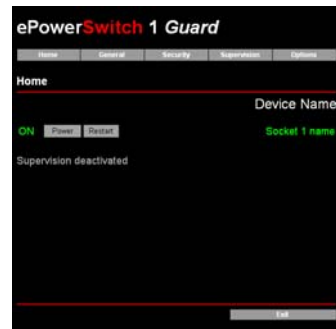 ePowerSwitch 1 Guard
Home General Security Supervision Options
Home
Device Name
ON Power Restart Socket 1 name
Supervision deactivated
Exit